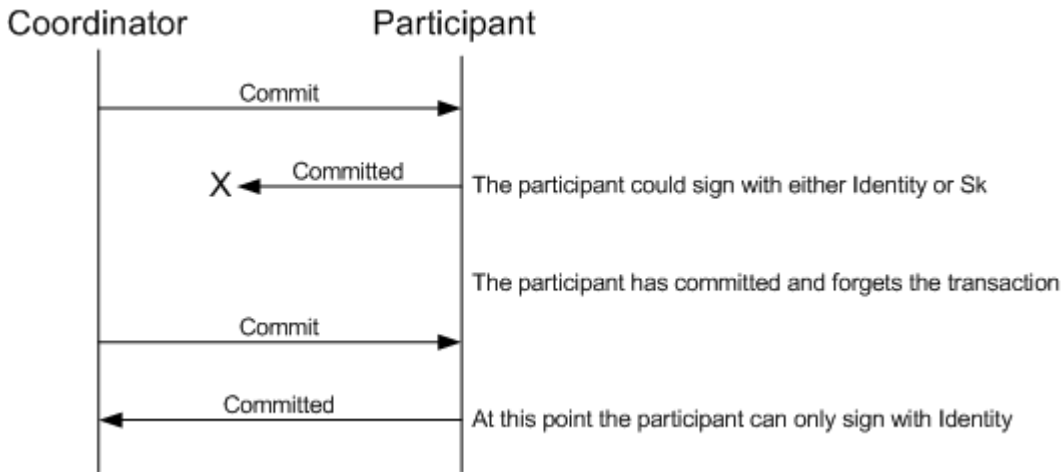 Coordinator
Participant
Commit
X
Committed
The participant could sign with either Identity or Sk
The participant has committed and forgets the transaction
Commit
Committed
At this point the participant can only sign with Identity